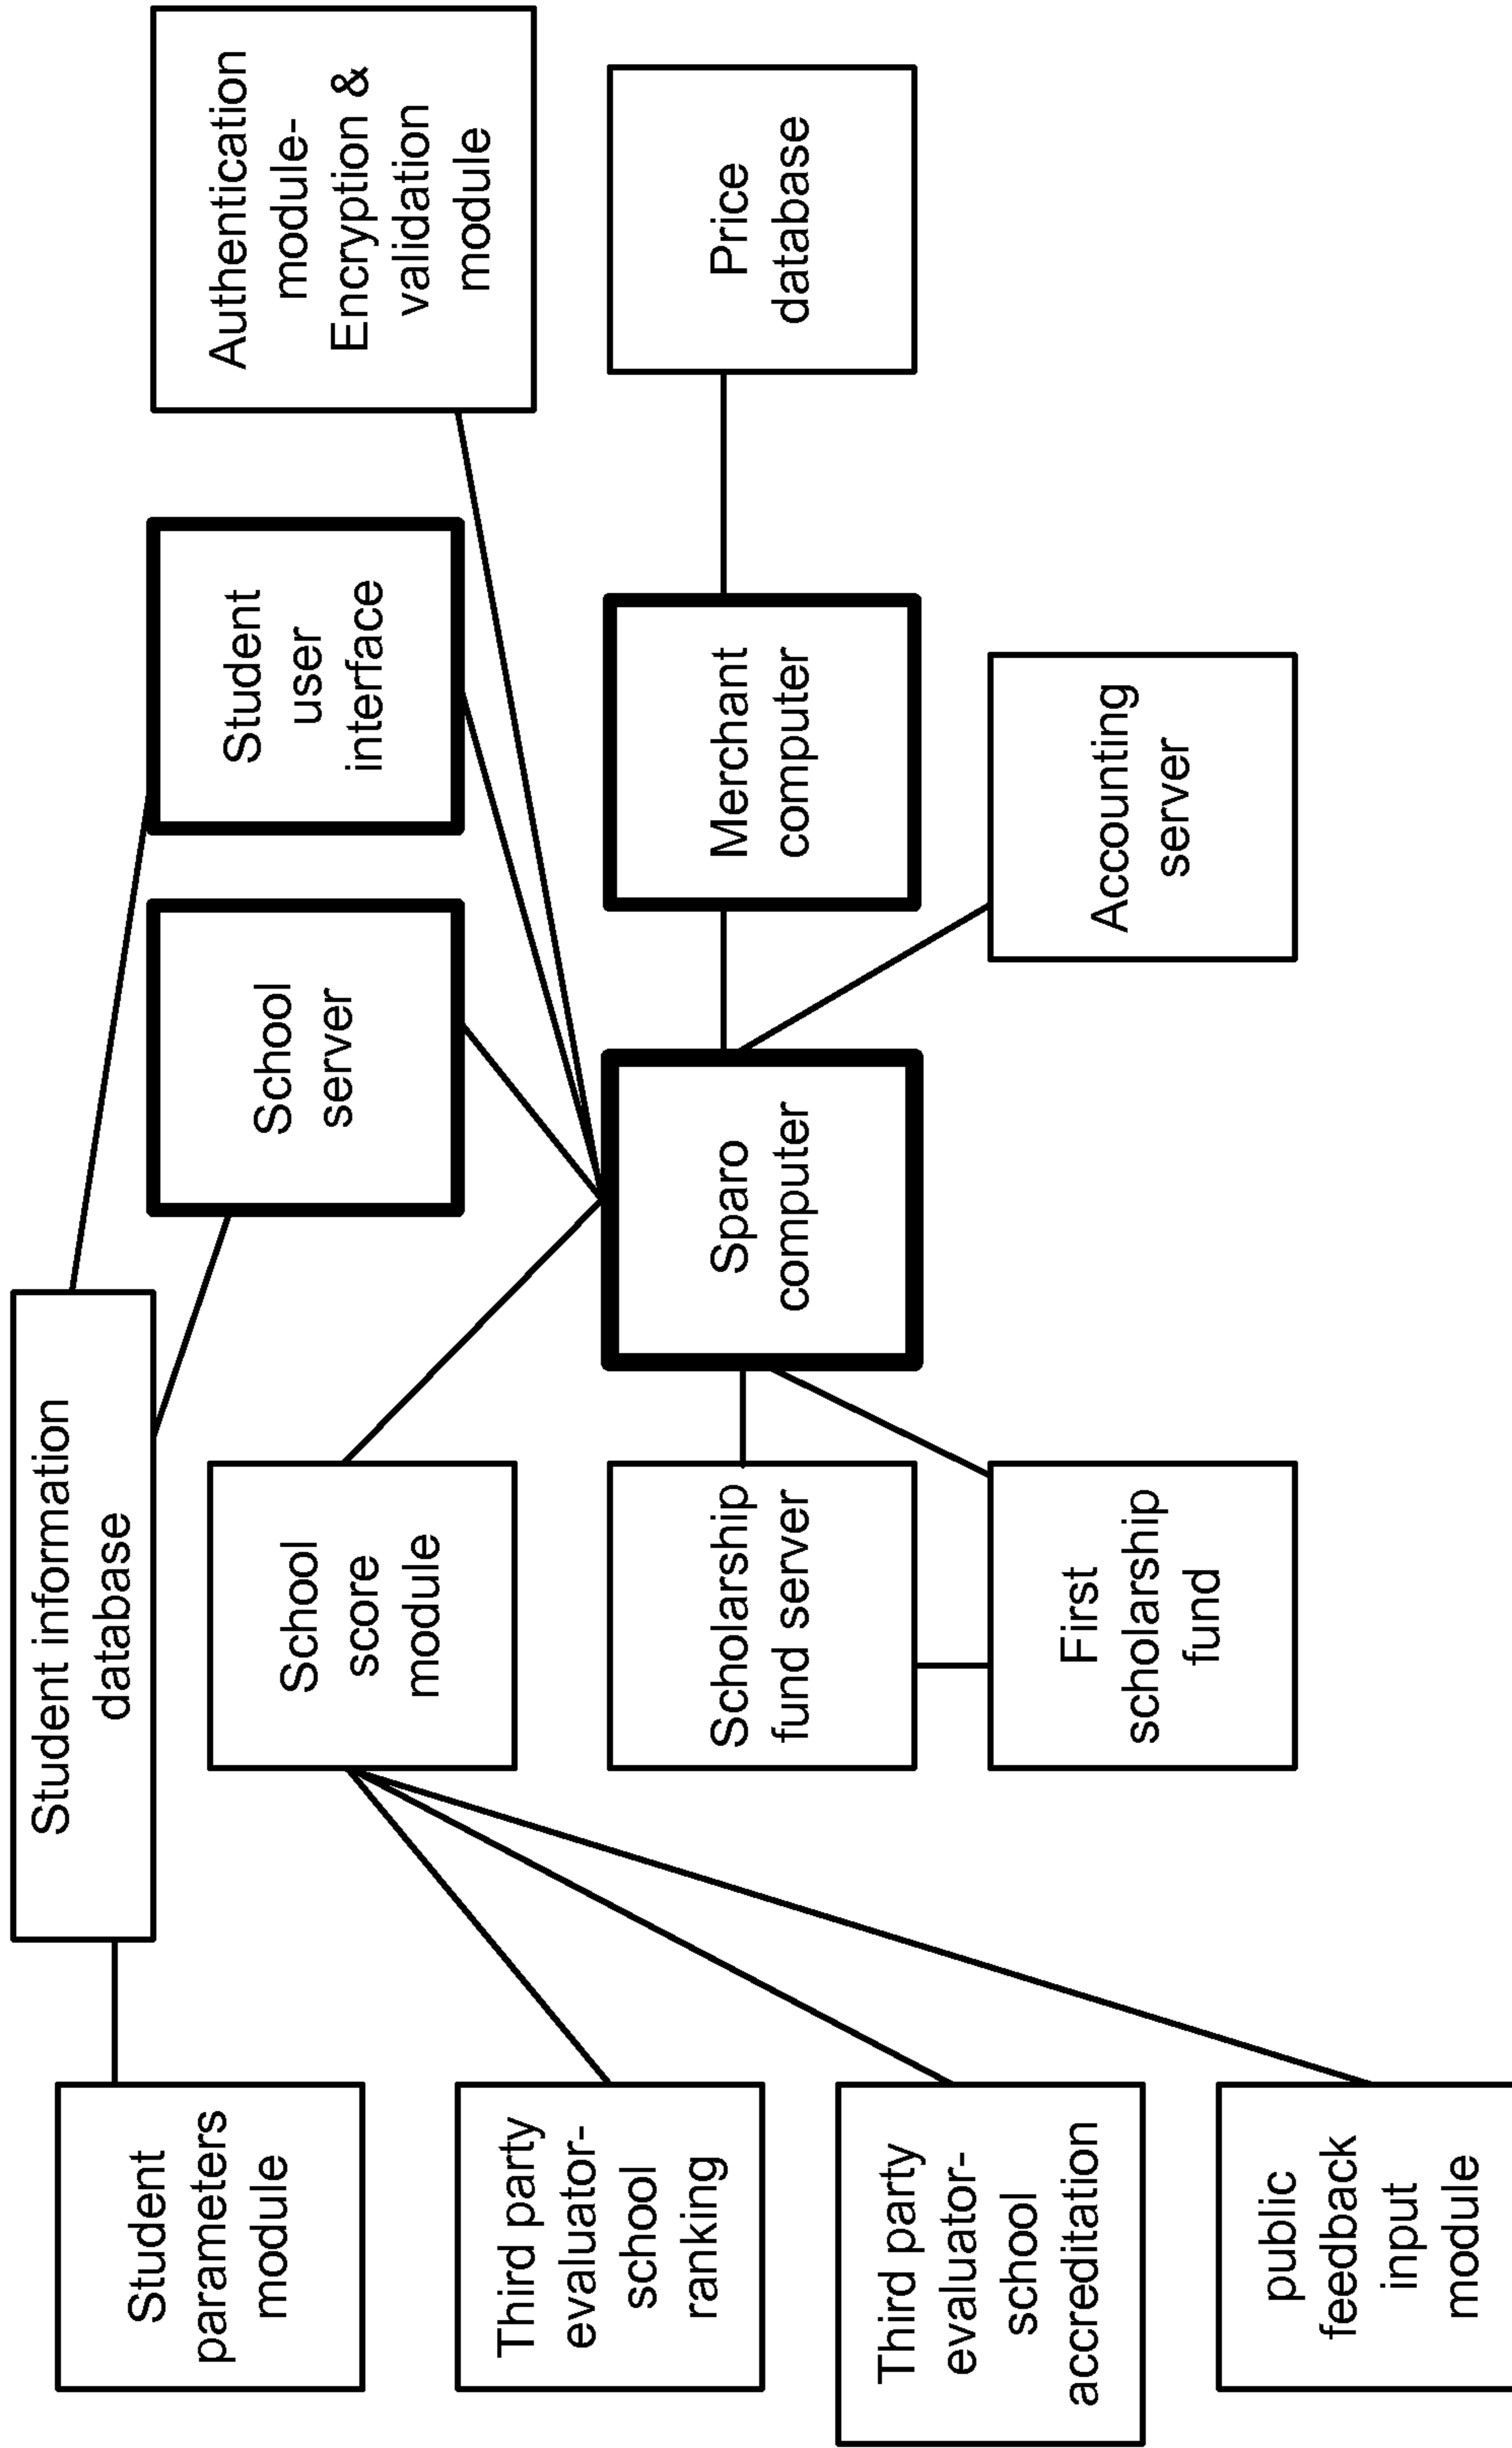 Student information
database
Student
parameters
module
School
score
module
School
server
Student
user
interface
Authentication
module-
Encryption &
validation
module
Third party
evaluator-
school
ranking
Scholarship
fund server
Sparo
computer
Merchant
computer
Price
database
Third party
evaluator-
school
accreditation
First
scholarship
fund
Accounting
server
public
feedback
input
module